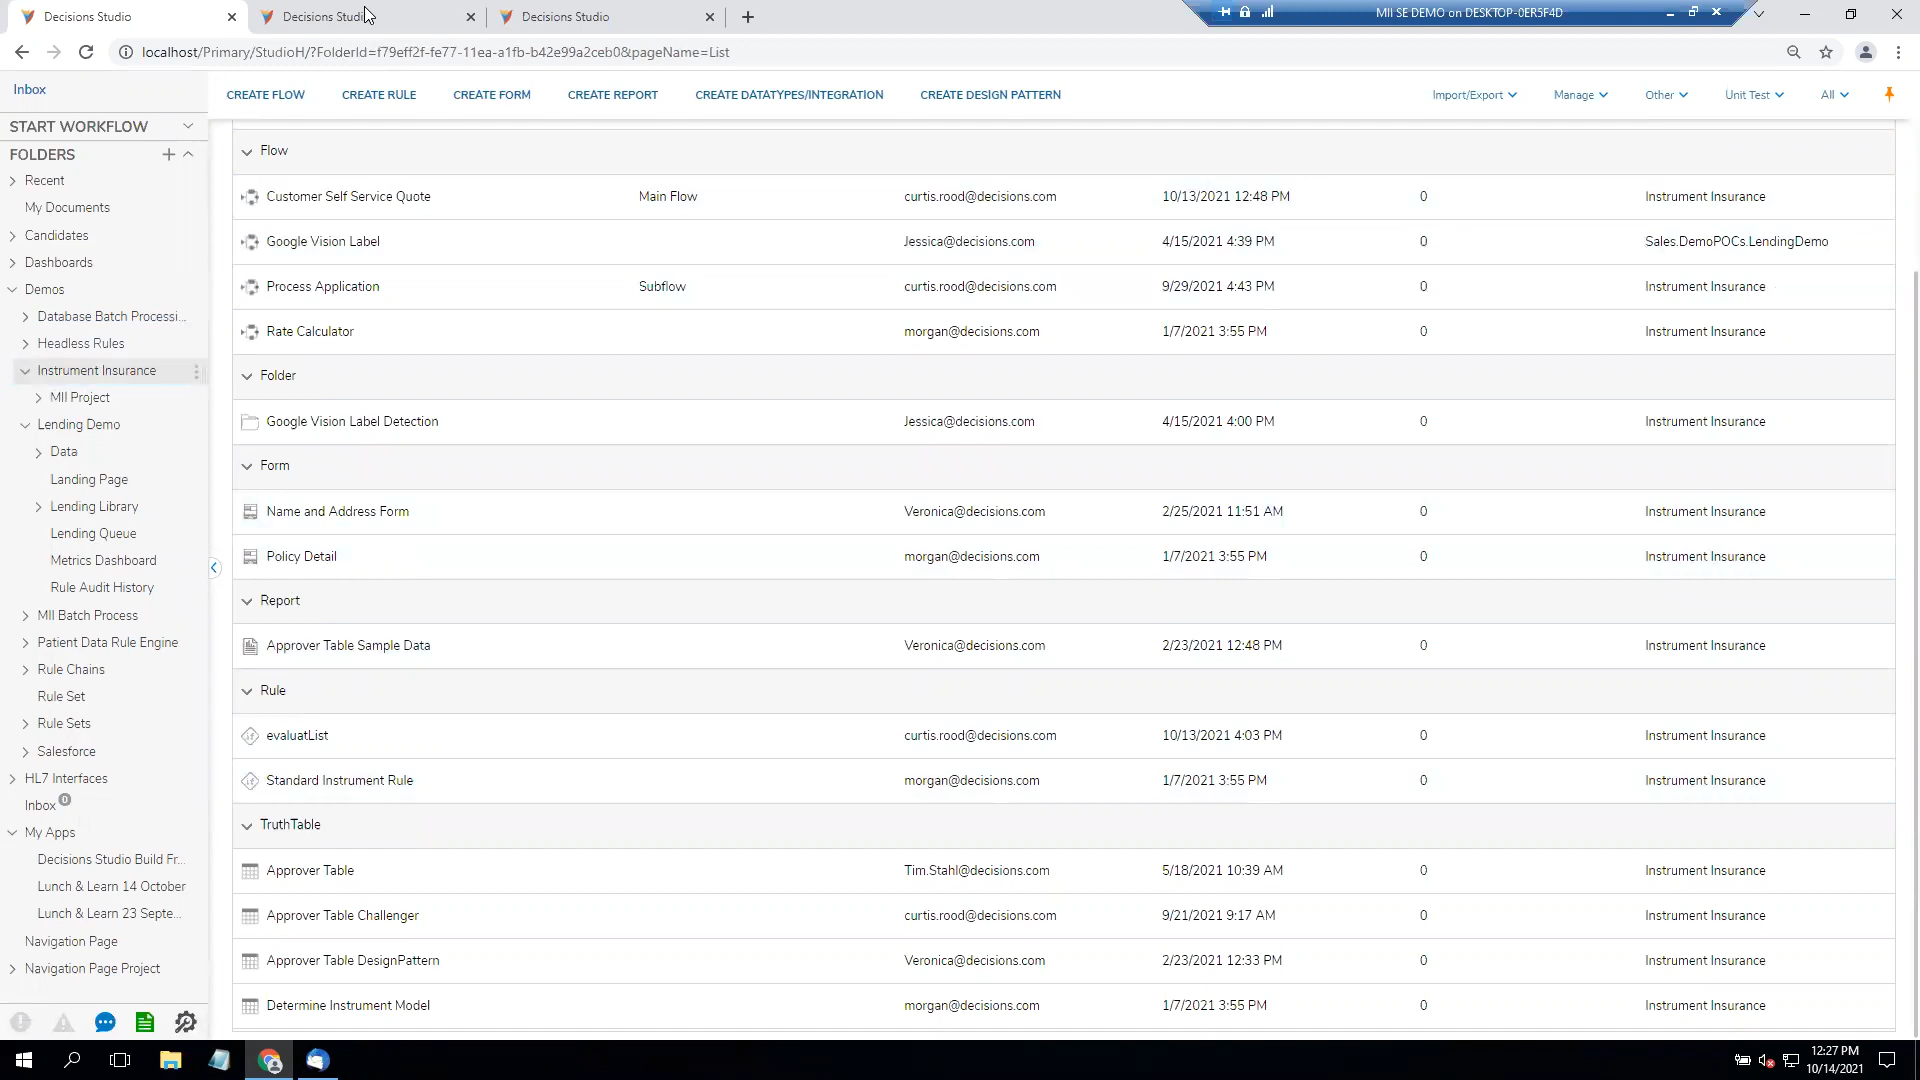 Decisions Studio
Decisions Studio
Decisions Studio
MII SE DEMO on DESKTOP-0ER5F4D
localhost/Primary/StudioH/?FolderId=f79eff2f-fe77-11ea-a1fb-b42e99a2ceb0&pageName=List
Inbox
CREATE FLOW CREATE RULE CREATE FORM CREATE REPORT CREATE DATATYPES/INTEGRATION CREATE DESIGN PATTERN Import/Export Manage Other Unit Test All
START WORKFLOW
FOLDERS
Recent
My Documents
Candidates
Dashboards
Demos
Database Batch Processi...
Headless Rules
Instrument Insurance
MII Project
Lending Demo
Data
Landing Page
Lending Library
Lending Queue
Metrics Dashboard
Rule Audit History
MII Batch Process
Patient Data Rule Engine
Rule Chains
Rule Set
Rule Sets
Salesforce
HL7 Interfaces
Inbox 0
My Apps
Decisions Studio Build Fr...
Lunch & Learn 14 October
Lunch & Learn 23 Septe...
Navigation Page
Navigation Page Project
Flow
Customer Self Service Quote Main Flow curtis.rood@decisions.com 10/13/2021 12:48 PM 0 Instrument Insurance
Google Vision Label Jessica@decisions.com 4/15/2021 4:39 PM 0 Sales.DemoPOCs.LendingDemo
Process Application Subflow curtis.rood@decisions.com 9/29/2021 4:43 PM 0 Instrument Insurance
Rate Calculator morgan@decisions.com 1/7/2021 3:55 PM 0 Instrument Insurance
Folder
Google Vision Label Detection Jessica@decisions.com 4/15/2021 4:00 PM 0 Instrument Insurance
Form
Name and Address Form Veronica@decisions.com 2/25/2021 11:51 AM 0 Instrument Insurance
Policy Detail morgan@decisions.com 1/7/2021 3:55 PM 0 Instrument Insurance
Report
Approver Table Sample Data Veronica@decisions.com 2/23/2021 12:48 PM 0 Instrument Insurance
Rule
evaluatList curtis.rood@decisions.com 10/13/2021 4:03 PM 0 Instrument Insurance
Standard Instrument Rule morgan@decisions.com 1/7/2021 3:55 PM 0 Instrument Insurance
TruthTable
Approver Table Tim.Stahl@decisions.com 5/18/2021 10:39 AM 0 Instrument Insurance
Approver Table Challenger curtis.rood@decisions.com 9/21/2021 9:17 AM 0 Instrument Insurance
Approver Table DesignPattern Veronica@decisions.com 2/23/2021 12:33 PM 0 Instrument Insurance
Determine Instrument Model morgan@decisions.com 1/7/2021 3:55 PM 0 Instrument Insurance
12:27 PM
10/14/2021